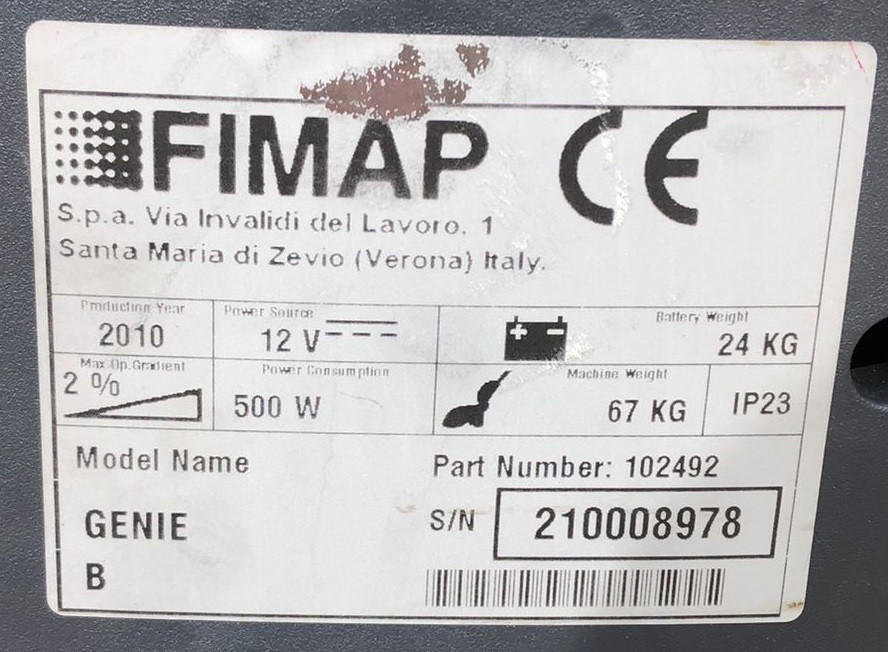 FIMAP CE
S.p.a. Via Invalidi del Lavoro. 1
Santa Maria di Zevio (Verona) Italy.
Production Year
2010
Power Source
12 V
Battery Weight
24 KG
Max.Op.Gradient
2 %
Power Consumption
500 W
Machine Weight
67 KG
IP23
Model Name
Part Number: 102492
GENIE
S/N 210008978
B